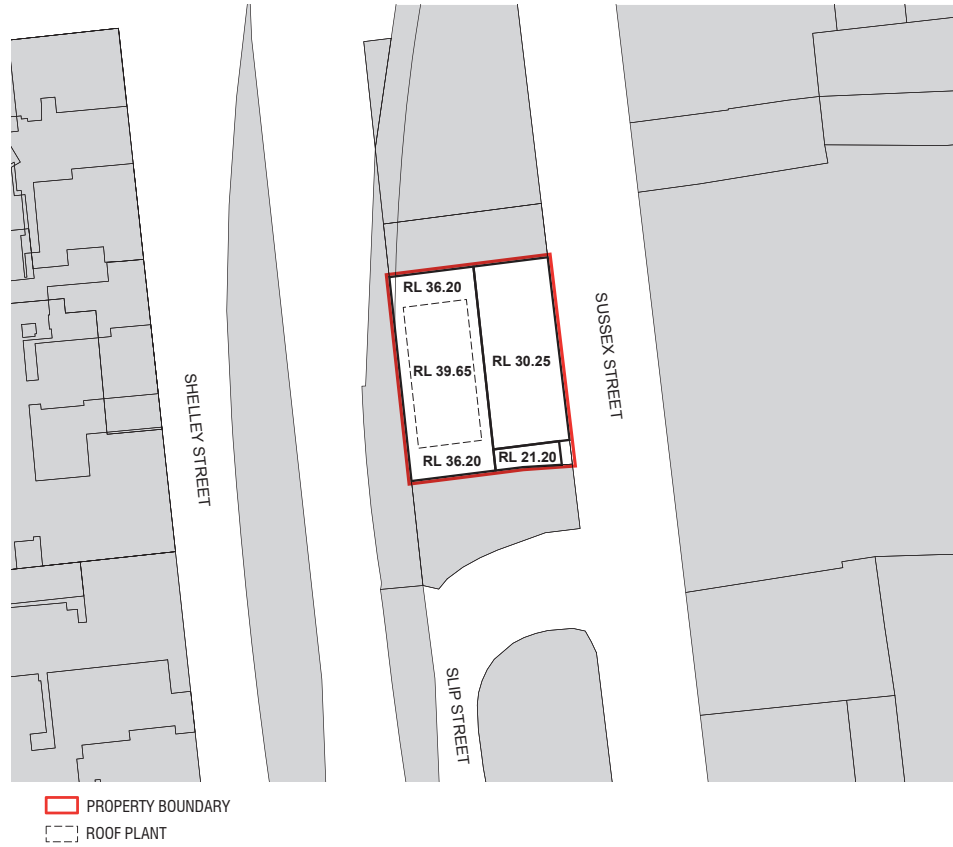 RL 36.20
SUSSEX STREET
RL 30.25
RL 39.65
SHELLEY STREET
RL 36.20
RL 21.20
SLIP STREET
PROPERTY BOUNDARY
ROOF PLANT